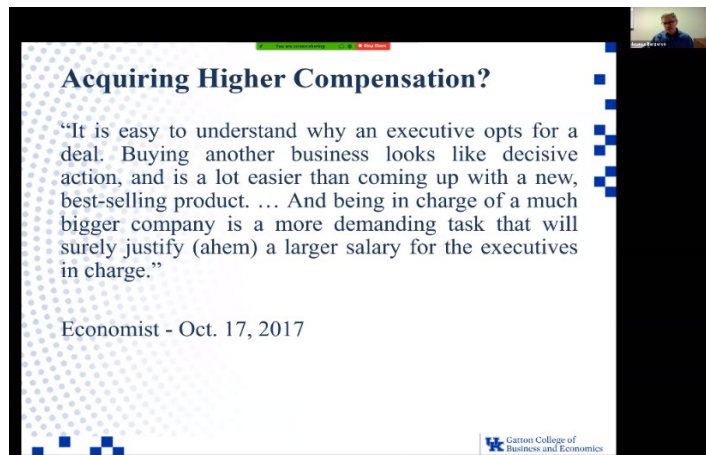 Acquiring Higher Compensation?
“It is easy to understand why an executive opts for a
deal. Buying another business looks like decisive
action, and is a lot easier than coming up with a new,
best-selling product. … And being in charge of a much
bigger company is a more demanding task that will
surely justify (ahem) a larger salary for the executives
in charge.”
Economist - Oct. 17, 2017
UK
Gatton College of
Business and Economics
Stop Share